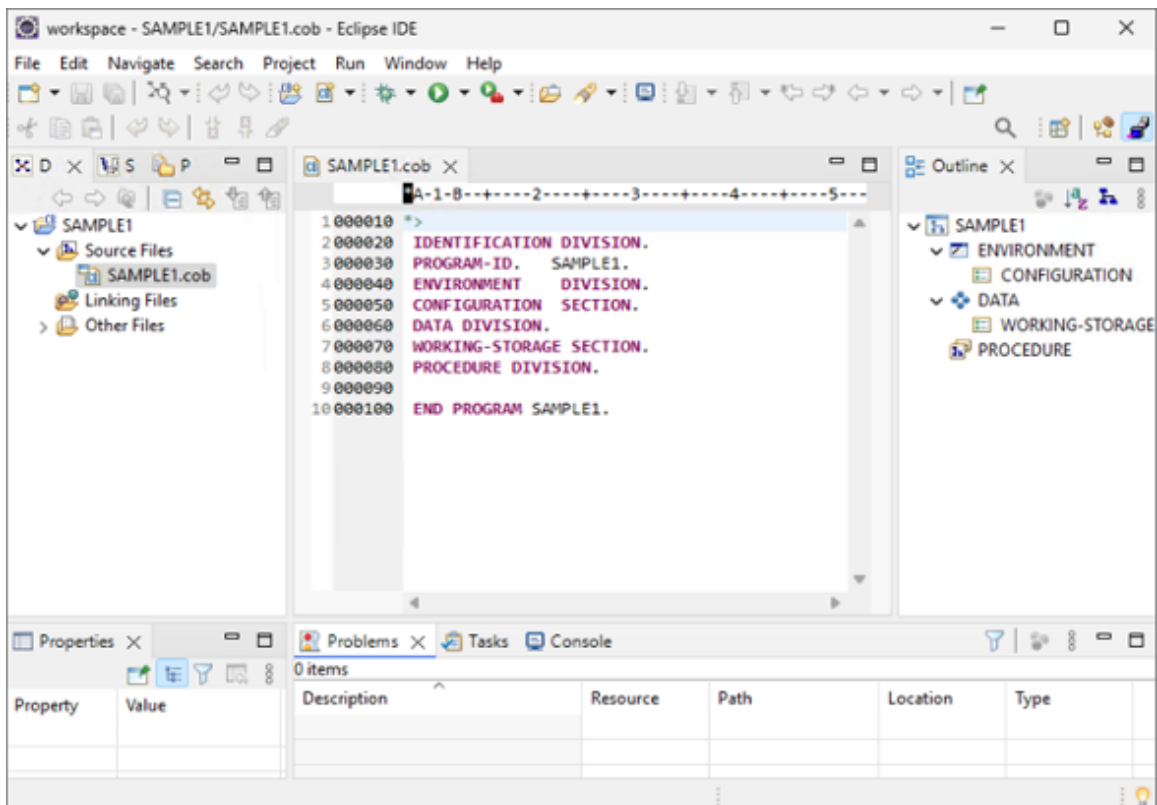 workspace - SAMPLE1/SAMPLE1.cob - Eclipse IDE
File Edit Navigate Search Project Run Window Help
D S P
SAMPLE1.cob
Outline
*A-1-B--+----2----+----3----+----4----+----5---
SAMPLE1
Source Files
SAMPLE1.cob
Linking Files
Other Files
1 000010 *>
2 000020 IDENTIFICATION DIVISION.
3 000030 PROGRAM-ID. SAMPLE1.
4 000040 ENVIRONMENT DIVISION.
5 000050 CONFIGURATION SECTION.
6 000060 DATA DIVISION.
7 000070 WORKING-STORAGE SECTION.
8 000080 PROCEDURE DIVISION.
9 000090
10 000100 END PROGRAM SAMPLE1.
SAMPLE1
ENVIRONMENT
CONFIGURATION
DATA
WORKING-STORAGE
PROCEDURE
Properties
Property Value
Problems Tasks Console
0 items
Description Resource Path Location Type